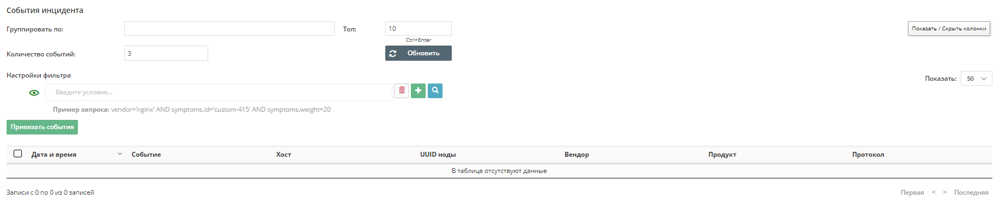 События инцидента
Группировать по: Топ: 10 Показать / Скрыть колонки
Ctrl+Enter
Количество событий: 3 Обновить
Настройки фильтра
Показать: 50
Введите условие...
Пример запроса: vendor='nginx' AND symptoms.id='custom-415' AND symptoms.weight=20
Привязать события
Дата и время Событие Хост UUID ноды Вендор Продукт Протокол
В таблице отсутствуют данные
Записи с 0 по 0 из 0 записей Первая < > Последняя